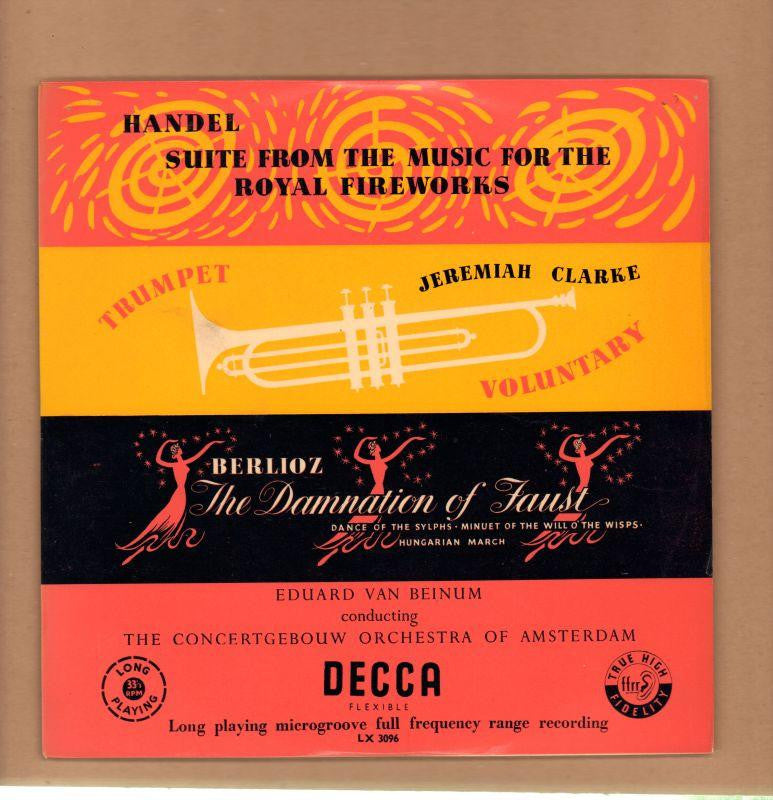 HANDEL
SUITE FROM THE MUSIC FOR THE
ROYAL FIREWORKS
TRUMPET
JEREMIAH CLARKE
VOLUNTARY
BERLIOZ
The Damnation of Faust
DANCE OF THE SYLPHS · MINUET OF THE WILL O'THE WISPS ·
HUNGARIAN MARCH
EDUARD VAN BEINUM
conducting
THE CONCERTGEBOUW ORCHESTRA OF AMSTERDAM
LONG
33⅓
RPM
PLAYING
DECCA
FLEXIBLE
TRUE HIGH
ffrr
FIDELITY
Long playing microgroove full frequency range recording
LX 3096